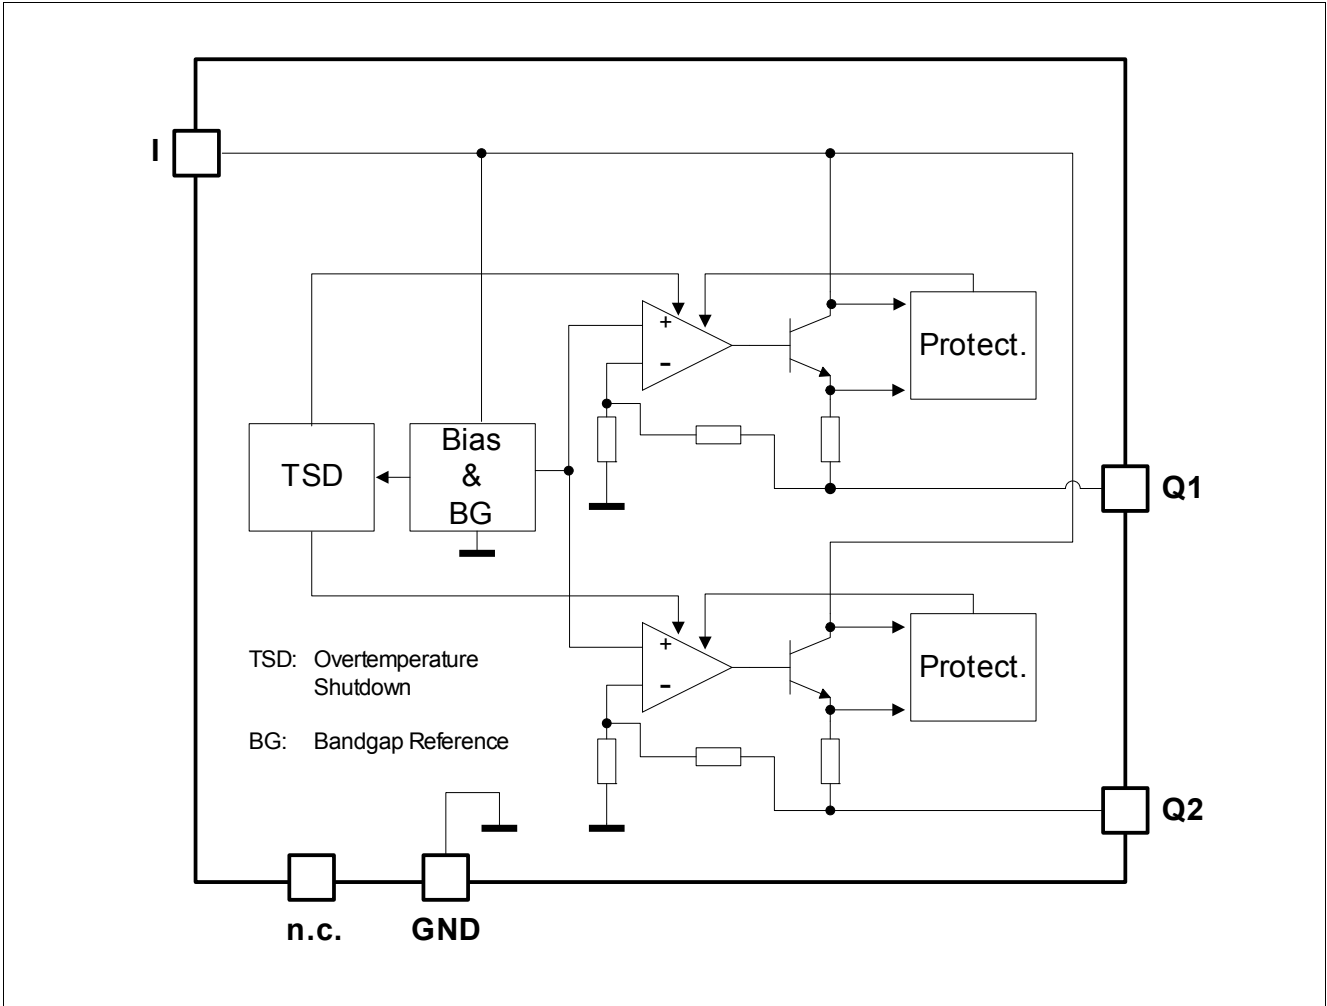 I
+
-
Protect.
TSD
Bias
&
BG
Q1
+
-
Protect.
TSD: Overtemperature
Shutdown
BG: Bandgap Reference
Q2
n.c.
GND